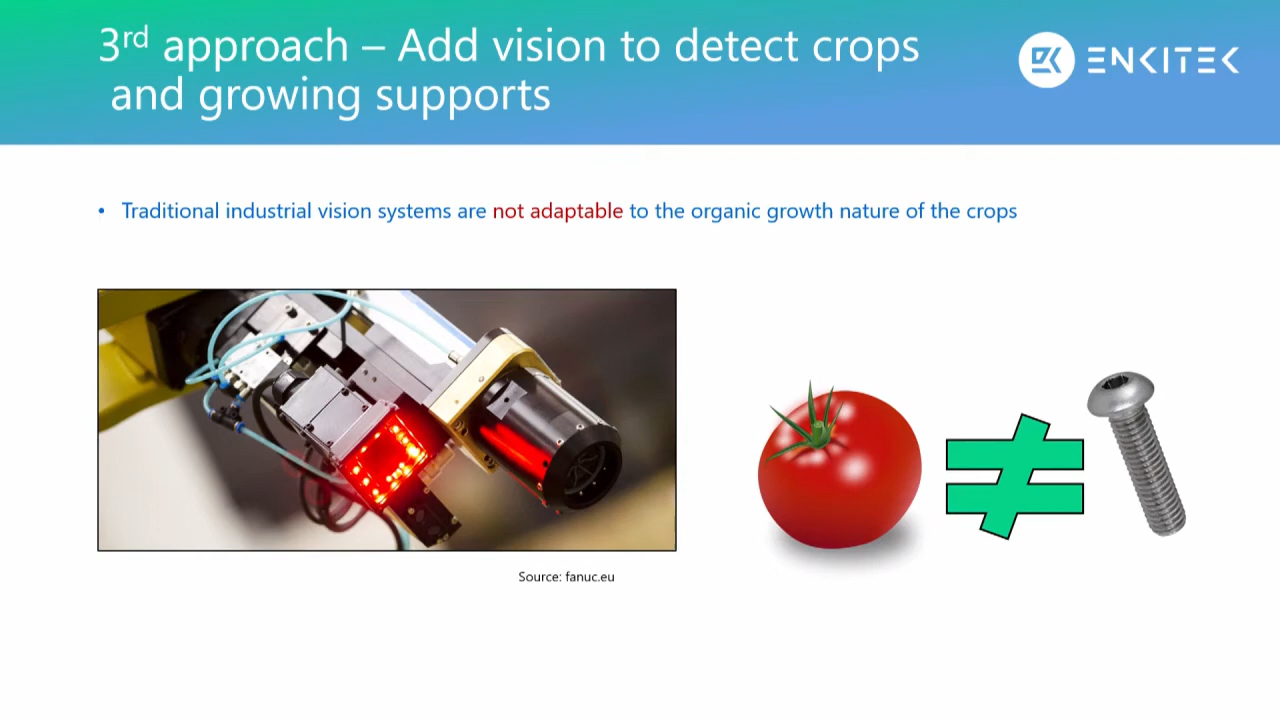 3rd approach – Add vision to detect crops
and growing supports
ENKITEK
• Traditional industrial vision systems are not adaptable to the organic growth nature of the crops
Source: fanuc.eu